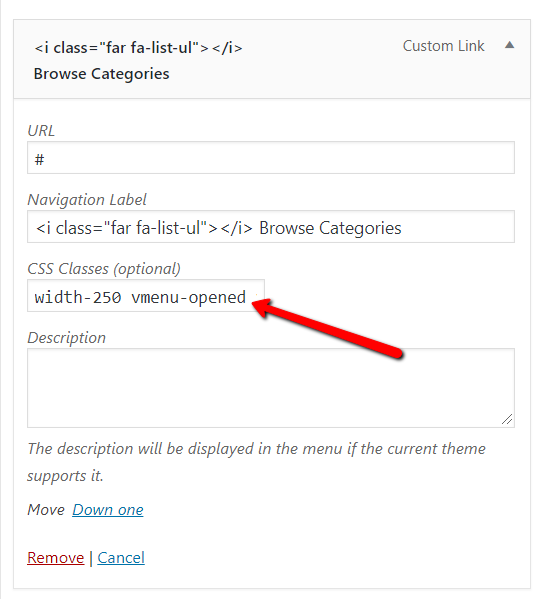 <i class="far fa-list-ul"></i>
Custom Link
Browse Categories
URL
#
Navigation Label
<i class="far fa-list-ul"></i> Browse Categories
CSS Classes (optional)
width-250 vmenu-opened
Description
The description will be displayed in the menu if the current theme
supports it.
Move Down one
Remove | Cancel